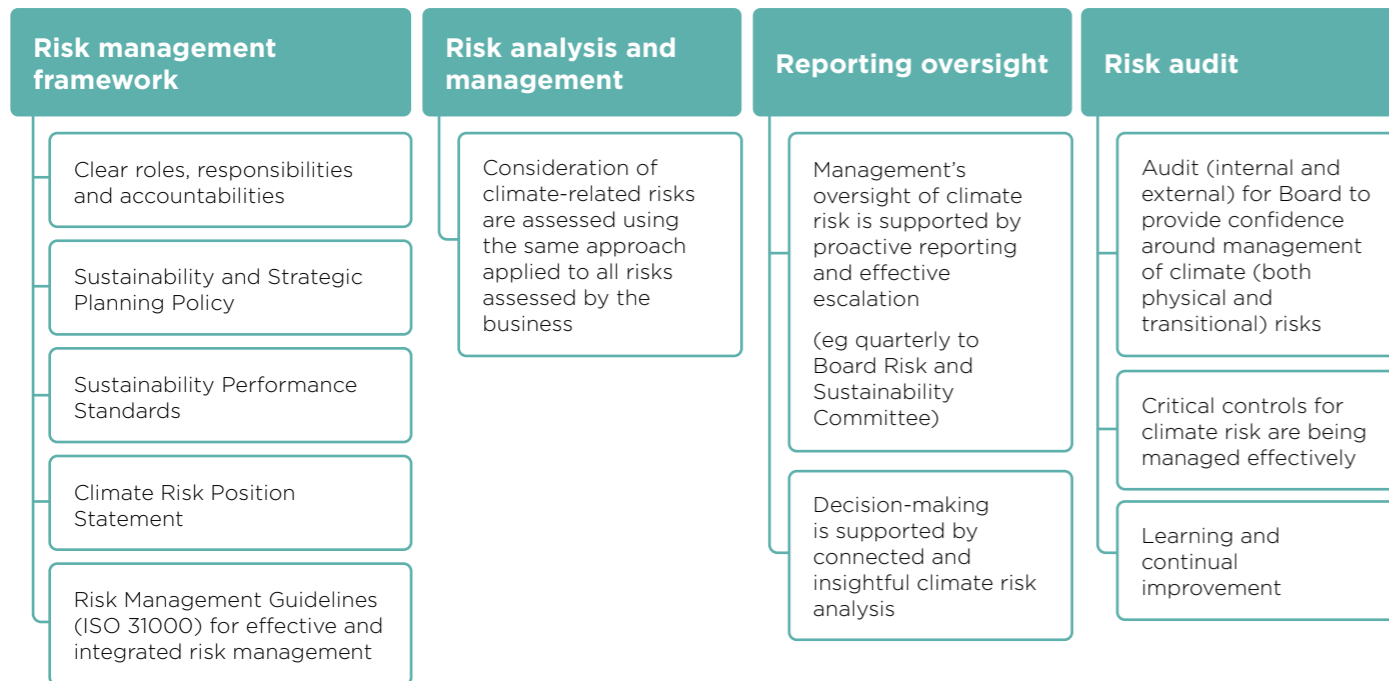 Risk management
framework
Clear roles, responsibilities
and accountabilities
Sustainability and Strategic
Planning Policy
Sustainability Performance
Standards
Climate Risk Position
Statement
Risk Management Guidelines
(ISO 31000) for effective and
integrated risk management
Risk analysis and
management
Consideration of
climate-related risks
are assessed using
the same approach
applied to all risks
assessed by the
business
Reporting oversight
Management’s
oversight of climate
risk is supported by
proactive reporting
and effective
escalation
(eg quarterly to
Board Risk and
Sustainability
Committee)
Decision-making
is supported by
connected and
insightful climate risk
analysis
Risk audit
Audit (internal and
external) for Board to
provide confidence
around management
of climate (both
physical and
transitional) risks
Critical controls for
climate risk are being
managed effectively
Learning and
continual
improvement